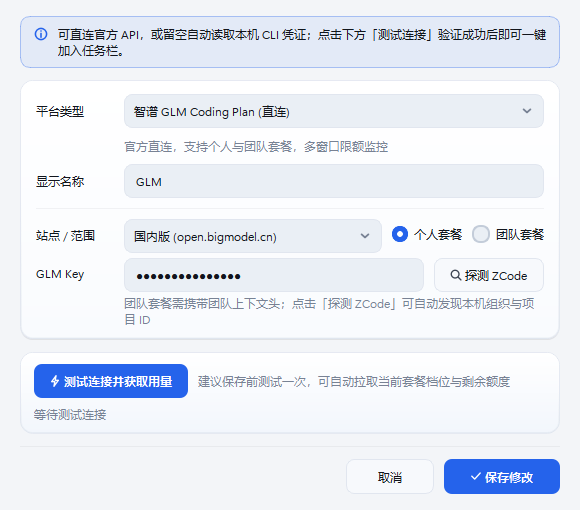 可直连官方 API，或留空自动读取本机 CLI 凭证；点击下方「测试连接」验证成功后即可一键
加入任务栏。
平台类型
智谱 GLM Coding Plan (直连)
官方直连，支持个人与团队套餐，多窗口限额监控
显示名称
GLM
站点 / 范围
国内版 (open.bigmodel.cn)
个人套餐
团队套餐
GLM Key
●●●●●●●●●●●●●●●
探测 ZCode
团队套餐需携带团队上下文头；点击「探测 ZCode」可自动发现本机组织与项
目 ID
测试连接并获取用量
建议保存前测试一次，可自动拉取当前套餐档位与剩余额度
等待测试连接
取消
保存修改